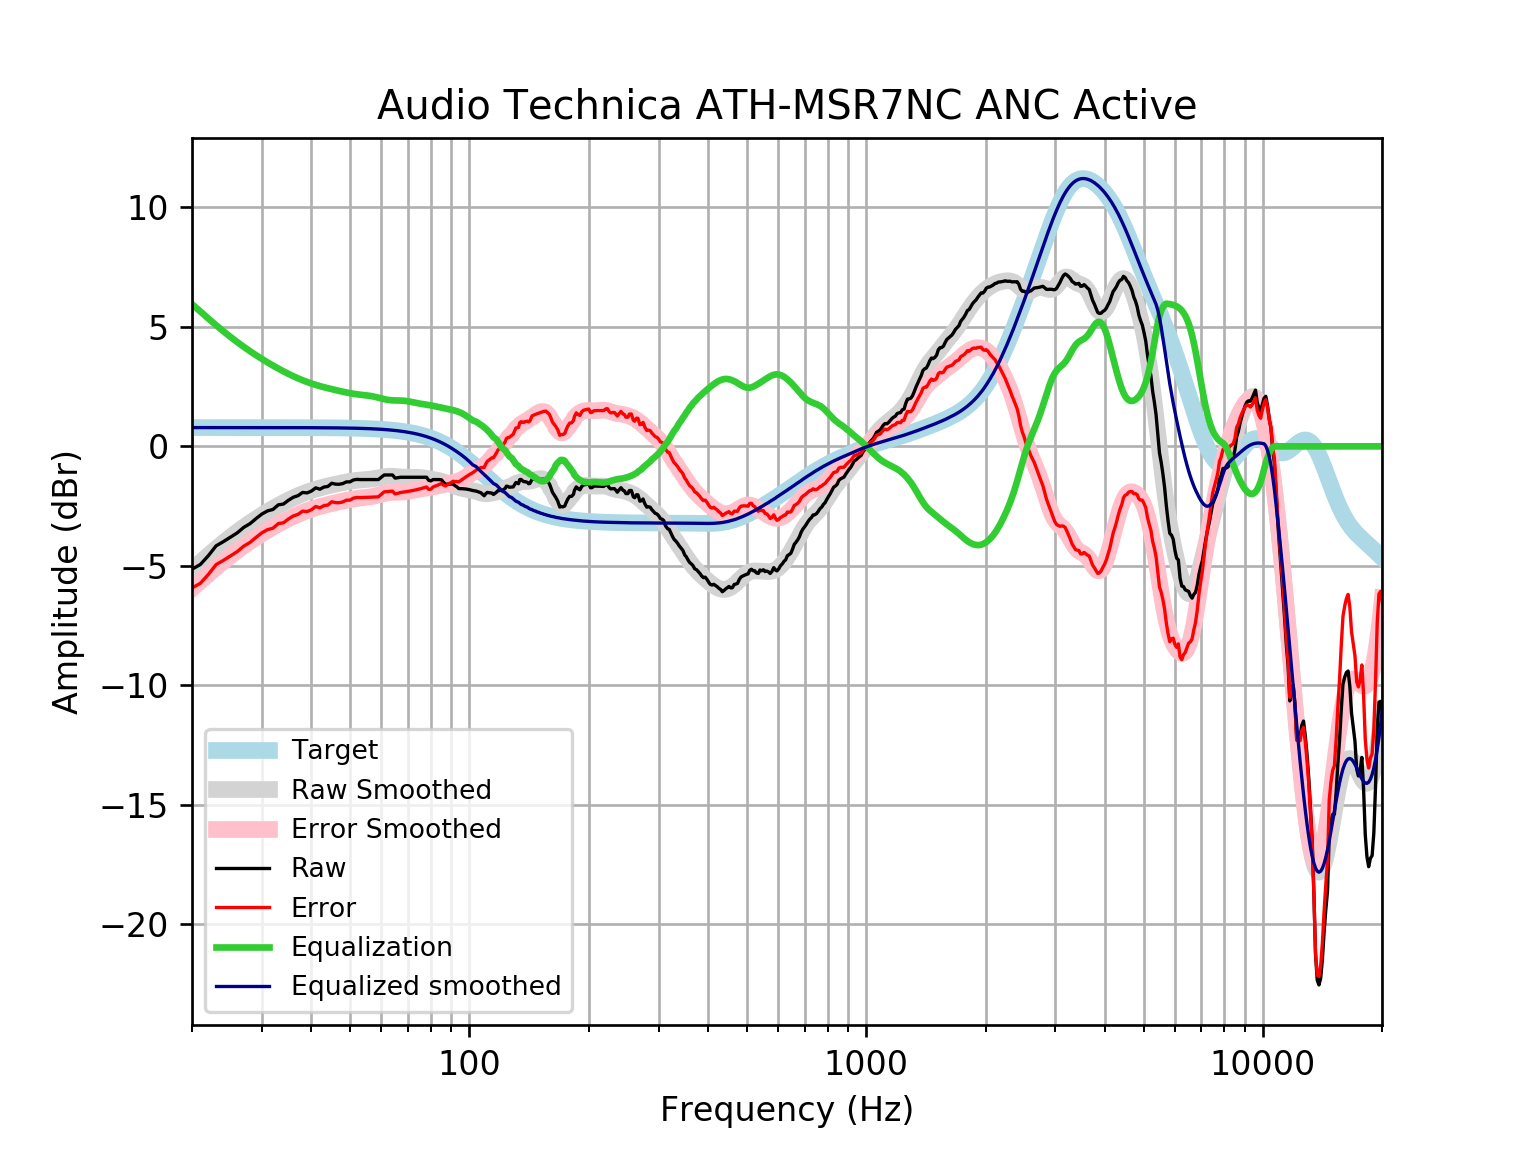 Audio Technica ATH-MSR7NC ANC Active
Amplitude (dBr)
10
5
0
−5
−10
−15
−20
Target
Raw Smoothed
Error Smoothed
Raw
Error
Equalization
Equalized smoothed
100 1000 10000
Frequency (Hz)